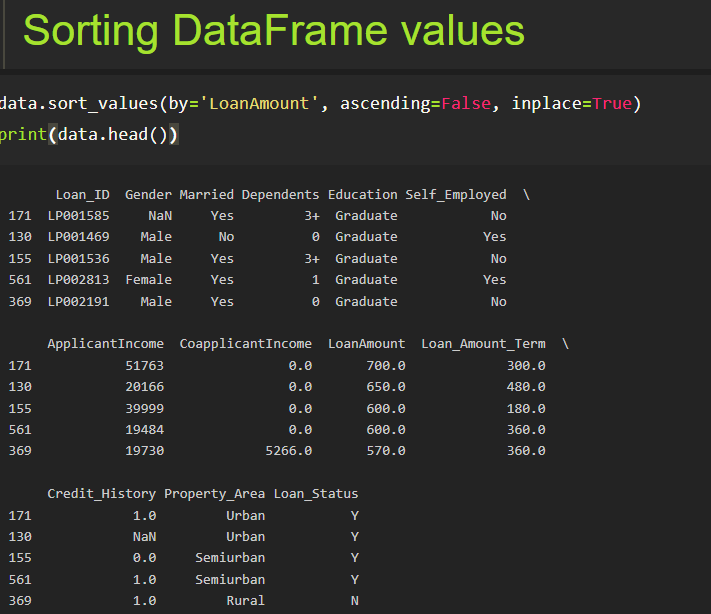 Sorting DataFrame values
data.sort_values(by='LoanAmount', ascending=False, inplace=True)
print(data.head())
Loan_ID Gender Married Dependents Education Self_Employed \
171 LP001585 NaN Yes 3+ Graduate No
130 LP001469 Male No 0 Graduate Yes
155 LP001536 Male Yes 3+ Graduate No
561 LP002813 Female Yes 1 Graduate Yes
369 LP002191 Male Yes 0 Graduate No
ApplicantIncome CoapplicantIncome LoanAmount Loan_Amount_Term \
171 51763 0.0 700.0 300.0
130 20166 0.0 650.0 480.0
155 39999 0.0 600.0 180.0
561 19484 0.0 600.0 360.0
369 19730 5266.0 570.0 360.0
Credit_History Property_Area Loan_Status
171 1.0 Urban Y
130 NaN Urban Y
155 0.0 Semiurban Y
561 1.0 Semiurban Y
369 1.0 Rural N